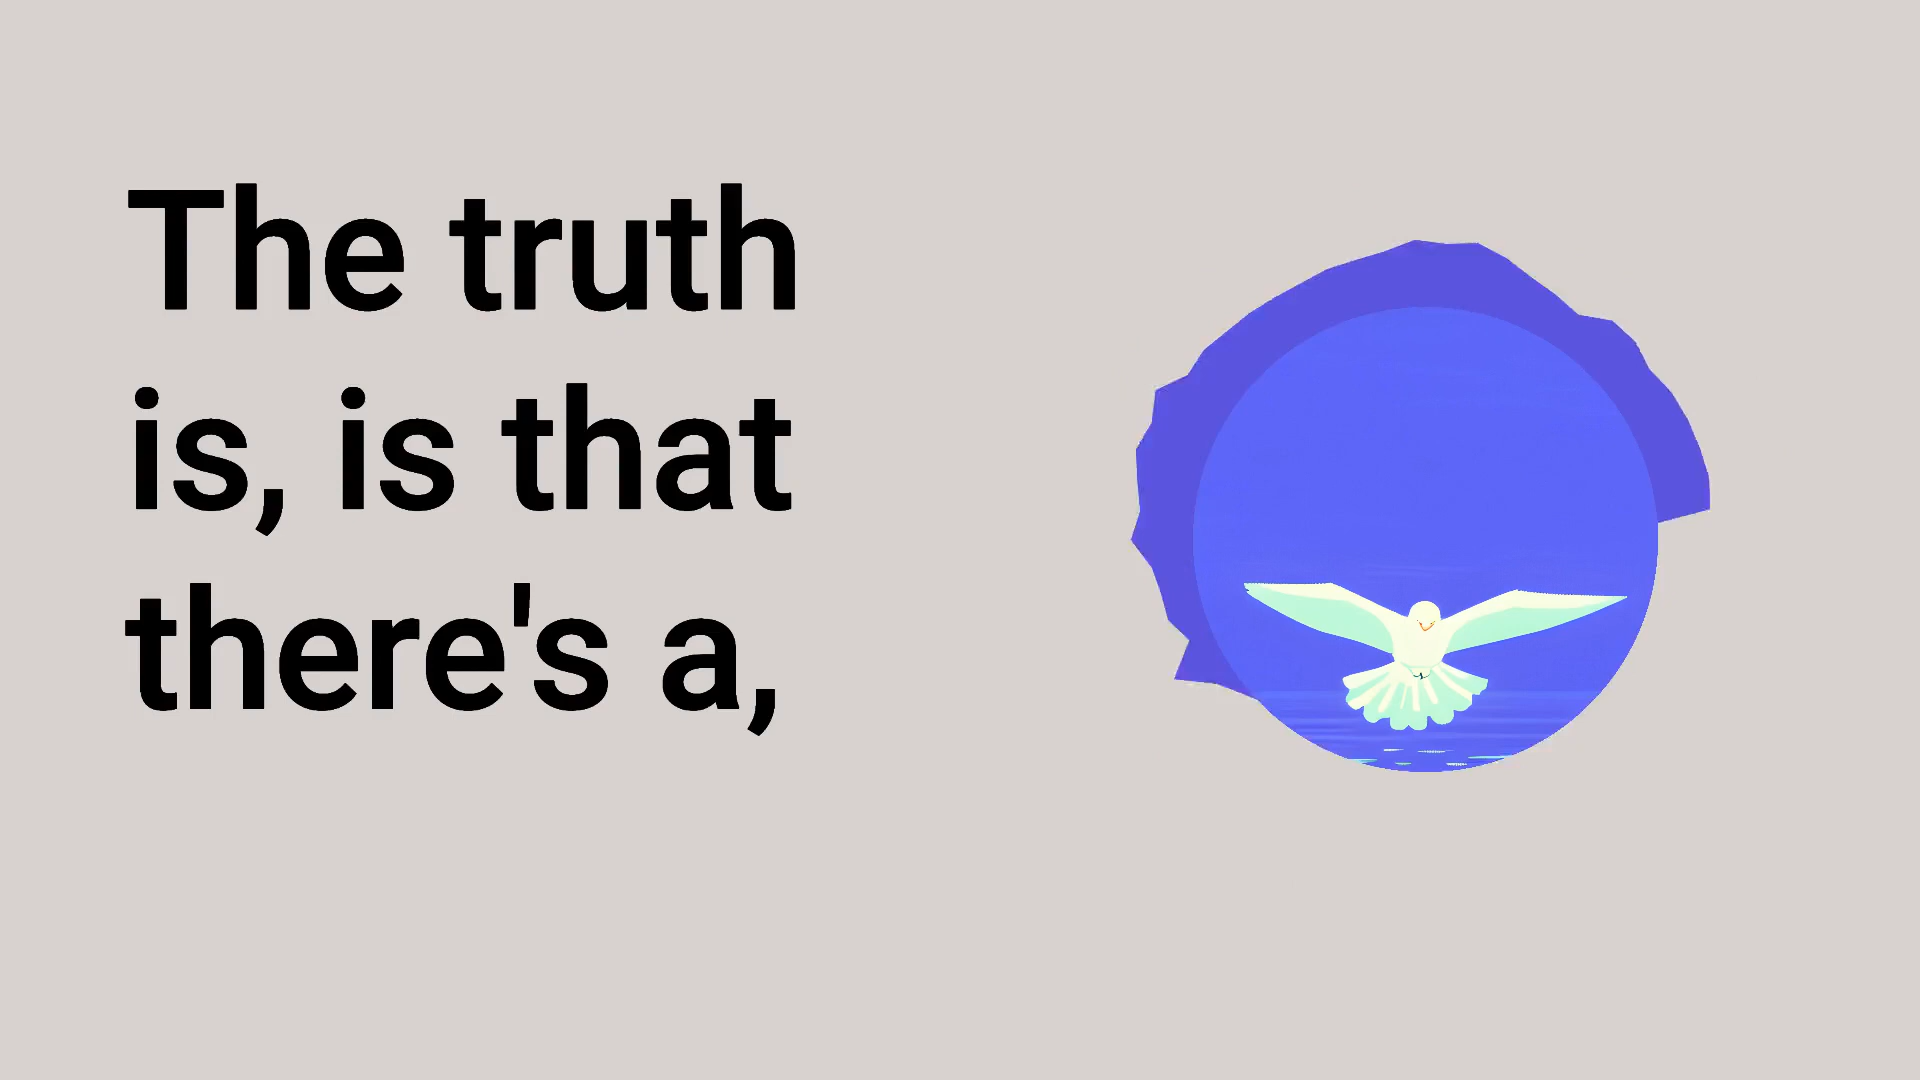 The truth
is, is that
there's a,